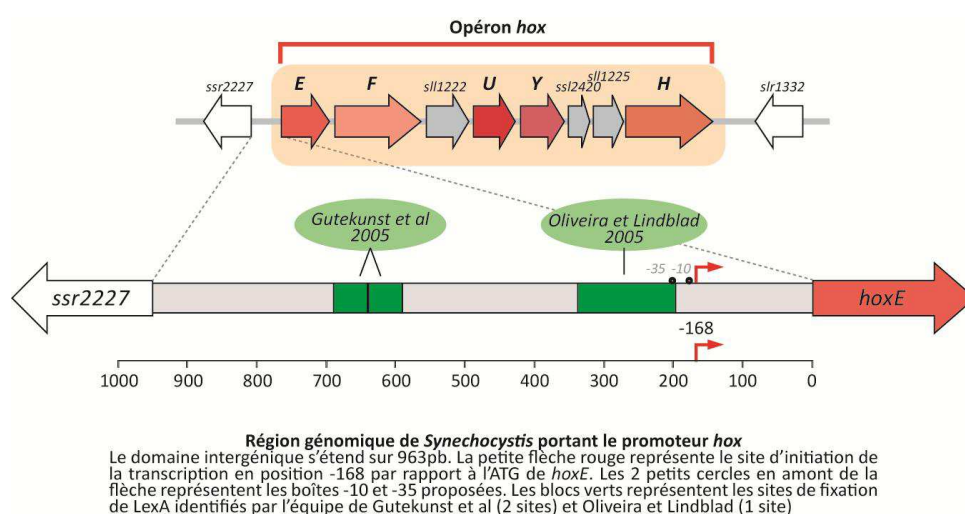 Opéron hox
ssr2227 E F sll1222 U Y ssl2420 sll1225 H slr1332
Gutekunst et al
2005
Oliveira et Lindblad
2005
-35 -10
ssr2227 hoxE
-168
1000 900 800 700 600 500 400 300 200 100 0
Région génomique de Synechocystis portant le promoteur hox
Le domaine intergénique s'étend sur 963pb. La petite flèche rouge représente le site d'initiation de
la transcription en position -168 par rapport à l'ATG de hoxE. Les 2 petits cercles en amont de la
flèche représentent les boîtes -10 et -35 proposées. Les blocs verts représentent les sites de fixation
de LexA identifiés par l'équipe de Gutekunst et al (2 sites) et Oliveira et Lindblad (1 site)